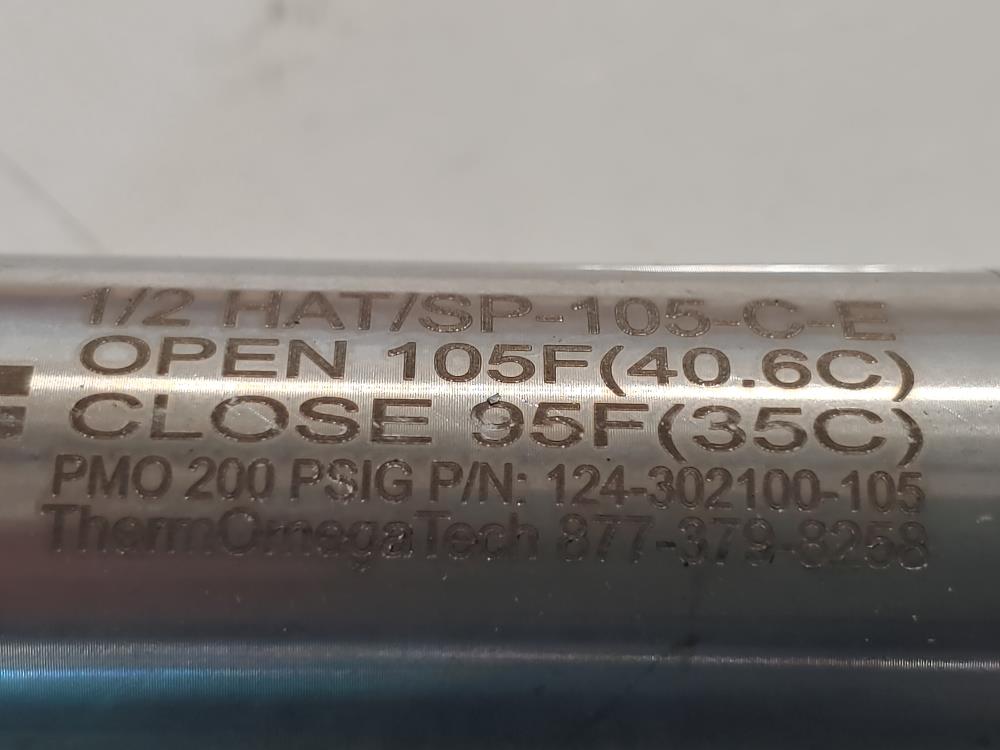 1/2 HAT/SP-105-C-E
OPEN 105F(40.6C)
CLOSE 95F(35C)
PMO 200 PSIG P/N: 124-302100-105
ThermOmegaTech 877-379-8258